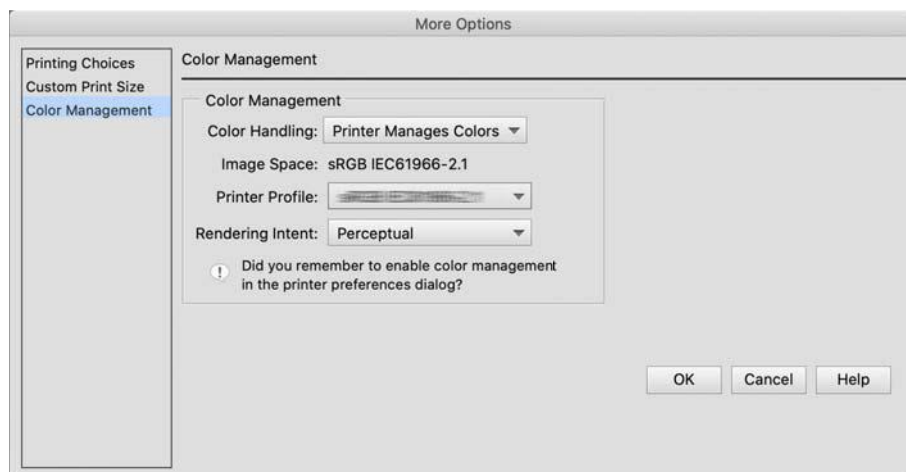 More Options
Printing Choices
Custom Print Size
Color Management
Color Management
Color Management
Color Handling: Printer Manages Colors
Image Space: sRGB IEC61966-2.1
Printer Profile:
Rendering Intent: Perceptual
! Did you remember to enable color management
in the printer preferences dialog?
OK Cancel Help